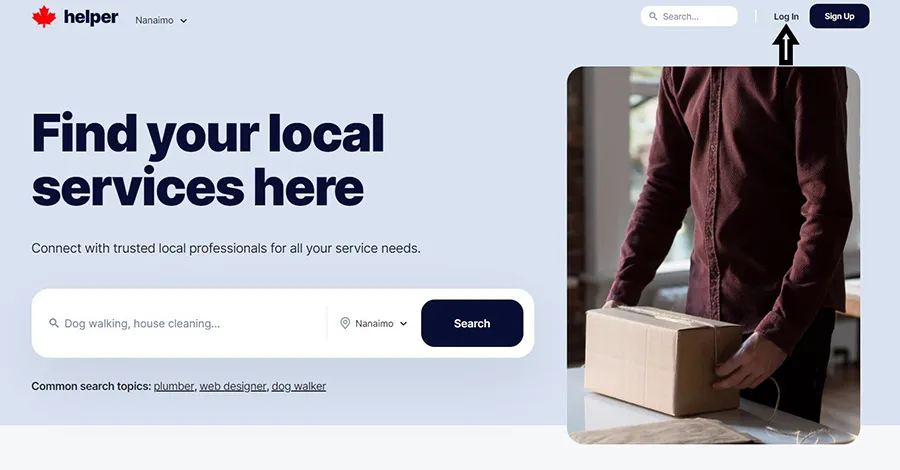 helper
Nanaimo
Search...
Log In
Sign Up
Find your local
services here
Connect with trusted local professionals for all your service needs.
Dog walking, house cleaning...
Nanaimo
Search
Common search topics: plumber, web designer, dog walker